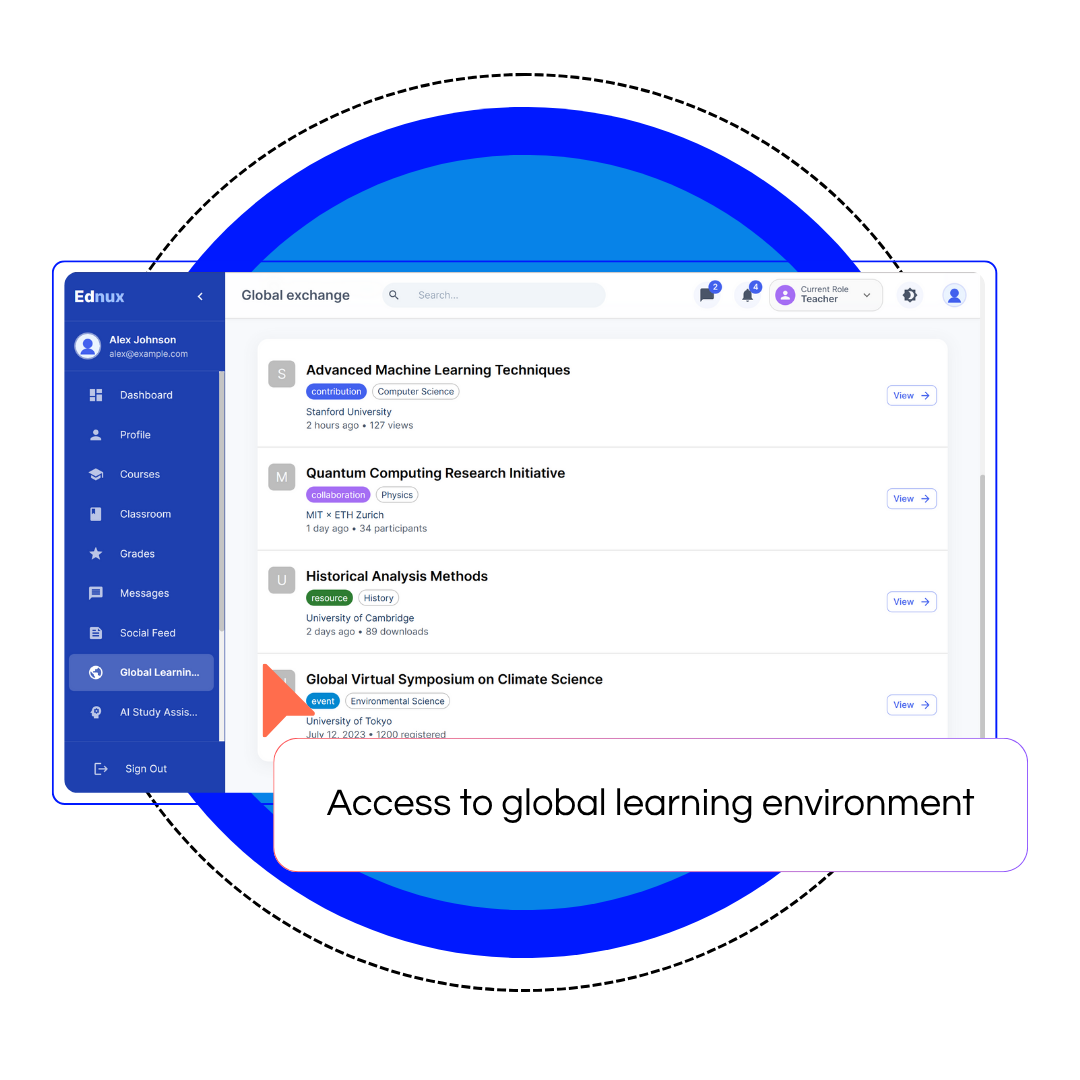 Ednux
Alex Johnson
alex@example.com
Dashboard
Profile
Courses
Classroom
Grades
Messages
Social Feed
Global Learnin...
AI Study Assis...
Sign Out
Global exchange
Search...
2
4
Current Role
Teacher
S
Advanced Machine Learning Techniques
contribution
Computer Science
Stanford University
2 hours ago • 127 views
View →
M
Quantum Computing Research Initiative
collaboration
Physics
MIT × ETH Zurich
1 day ago • 34 participants
View →
U
Historical Analysis Methods
resource
History
University of Cambridge
2 days ago • 89 downloads
View →
Global Virtual Symposium on Climate Science
event
Environmental Science
University of Tokyo
July 12, 2023 • 1200 registered
View →
Access to global learning environment